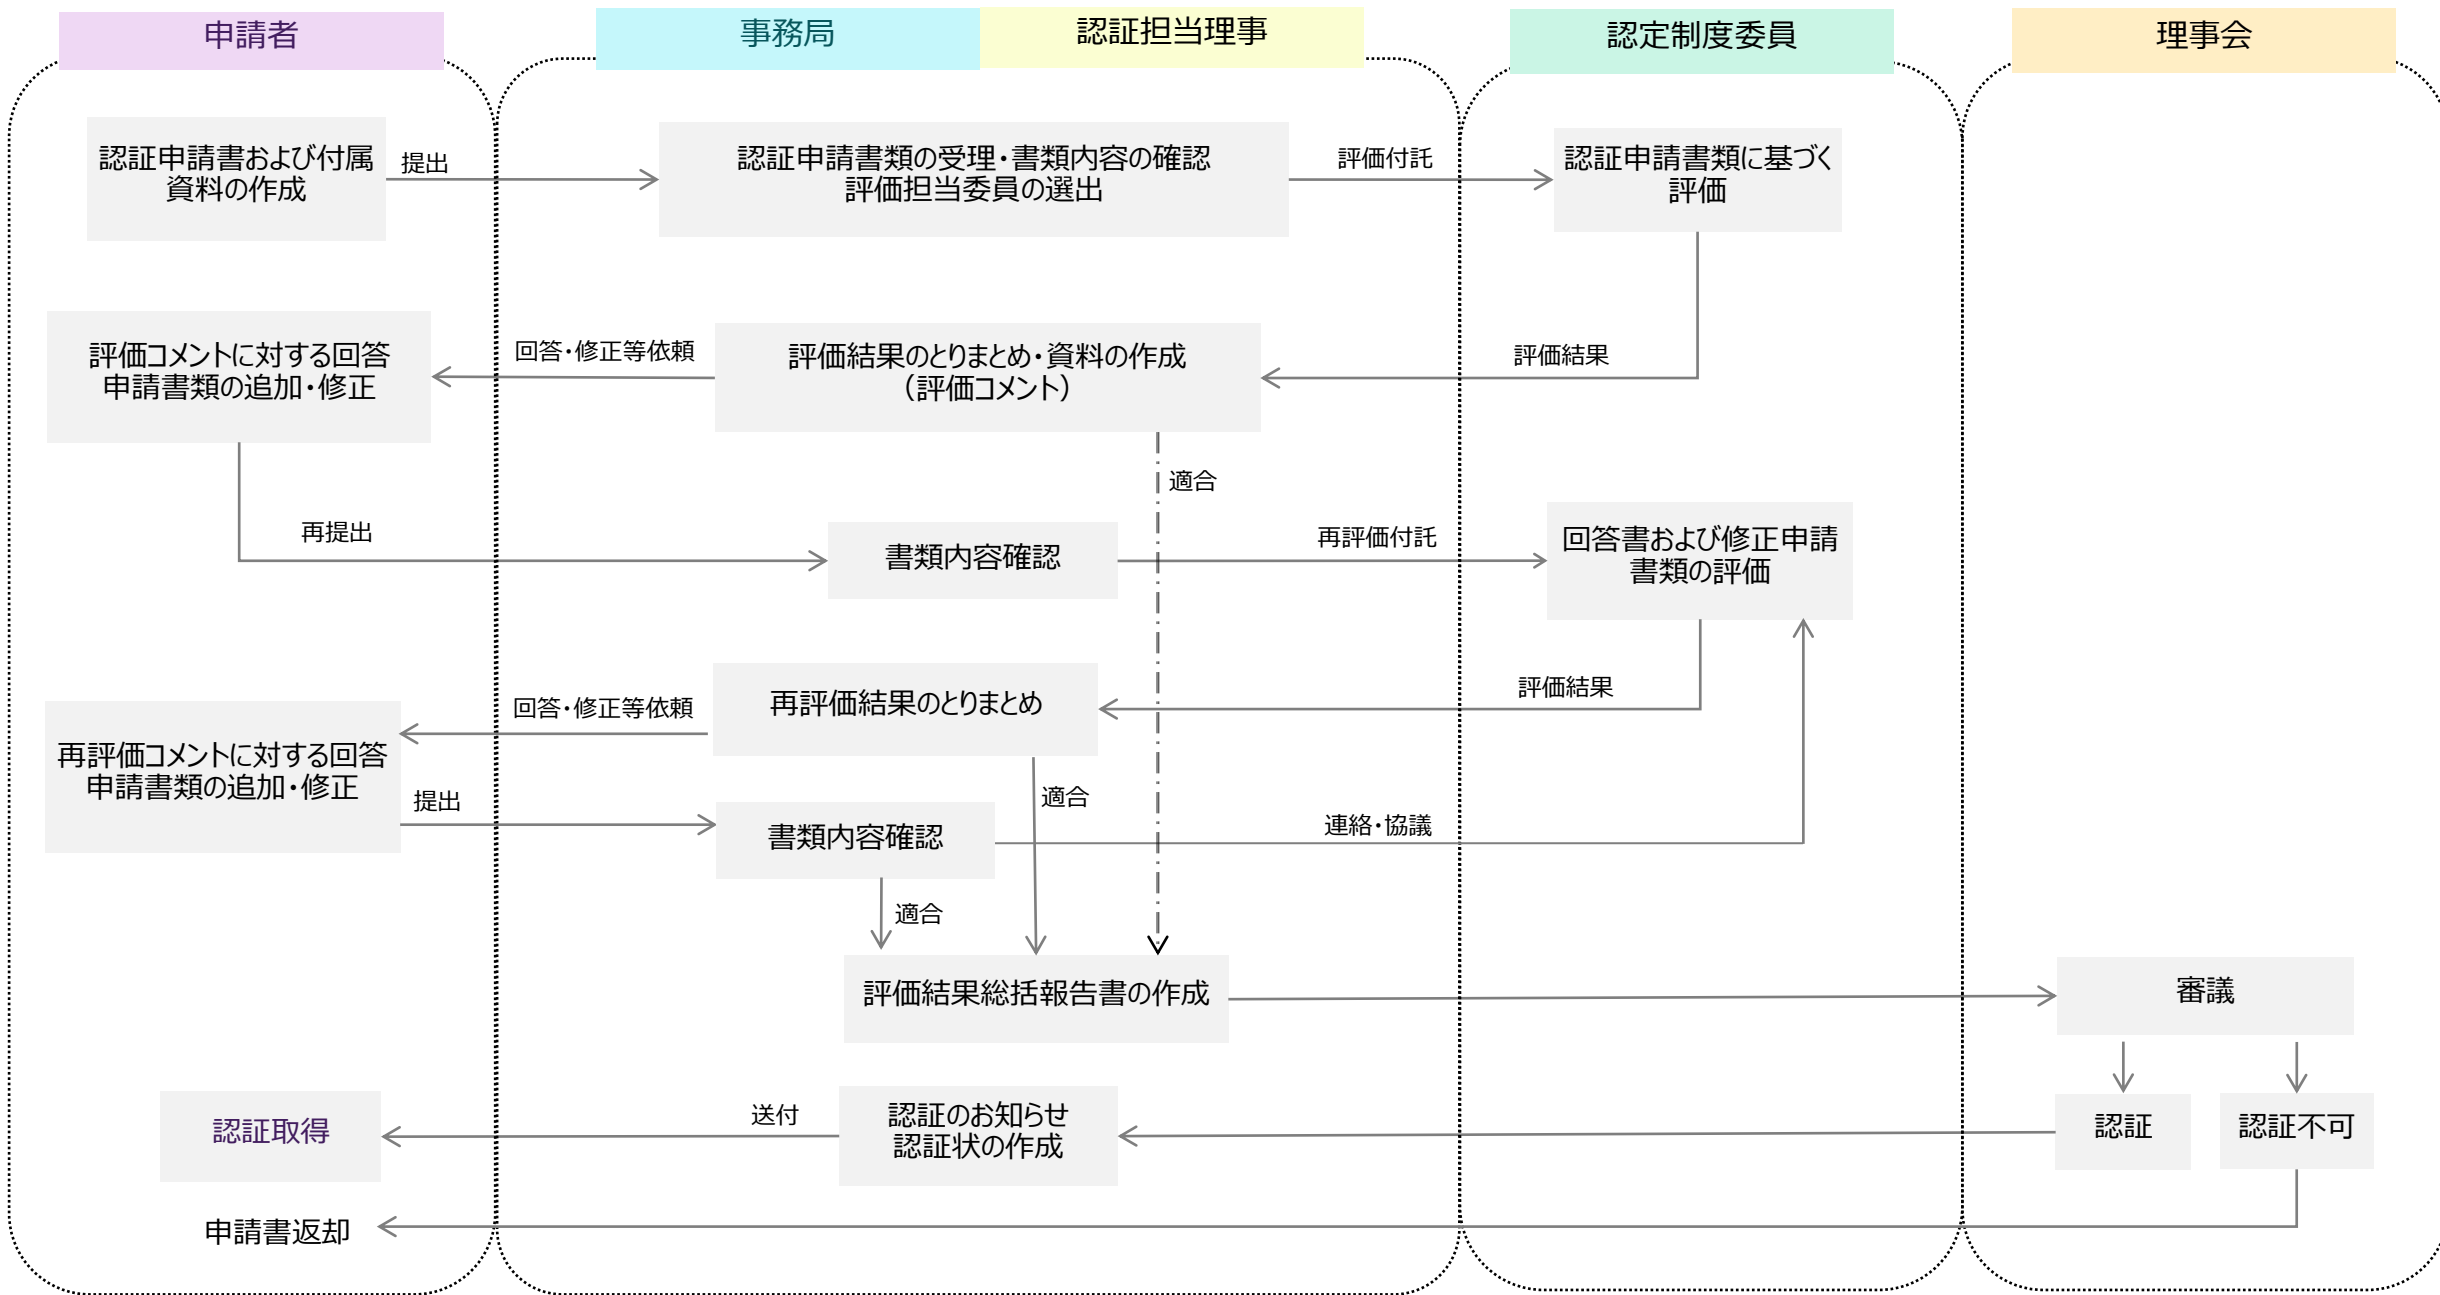 申請者
事務局
認証担当理事
認定制度委員
理事会
認証申請書および付属
資料の作成
提出
認証申請書類の受理・書類内容の確認
評価担当委員の選出
評価付託
認証申請書類に基づく
評価
評価コメントに対する回答
申請書類の追加・修正
回答・修正等依頼
評価結果のとりまとめ・資料の作成
（評価コメント）
評価結果
適合
再提出
書類内容確認
再評価付託
回答書および修正申請
書類の評価
再評価コメントに対する回答
申請書類の追加・修正
回答・修正等依頼
再評価結果のとりまとめ
評価結果
提出
書類内容確認
適合
連絡・協議
適合
評価結果総括報告書の作成
審議
認証取得
送付
認証のお知らせ
認証状の作成
認証
認証不可
申請書返却